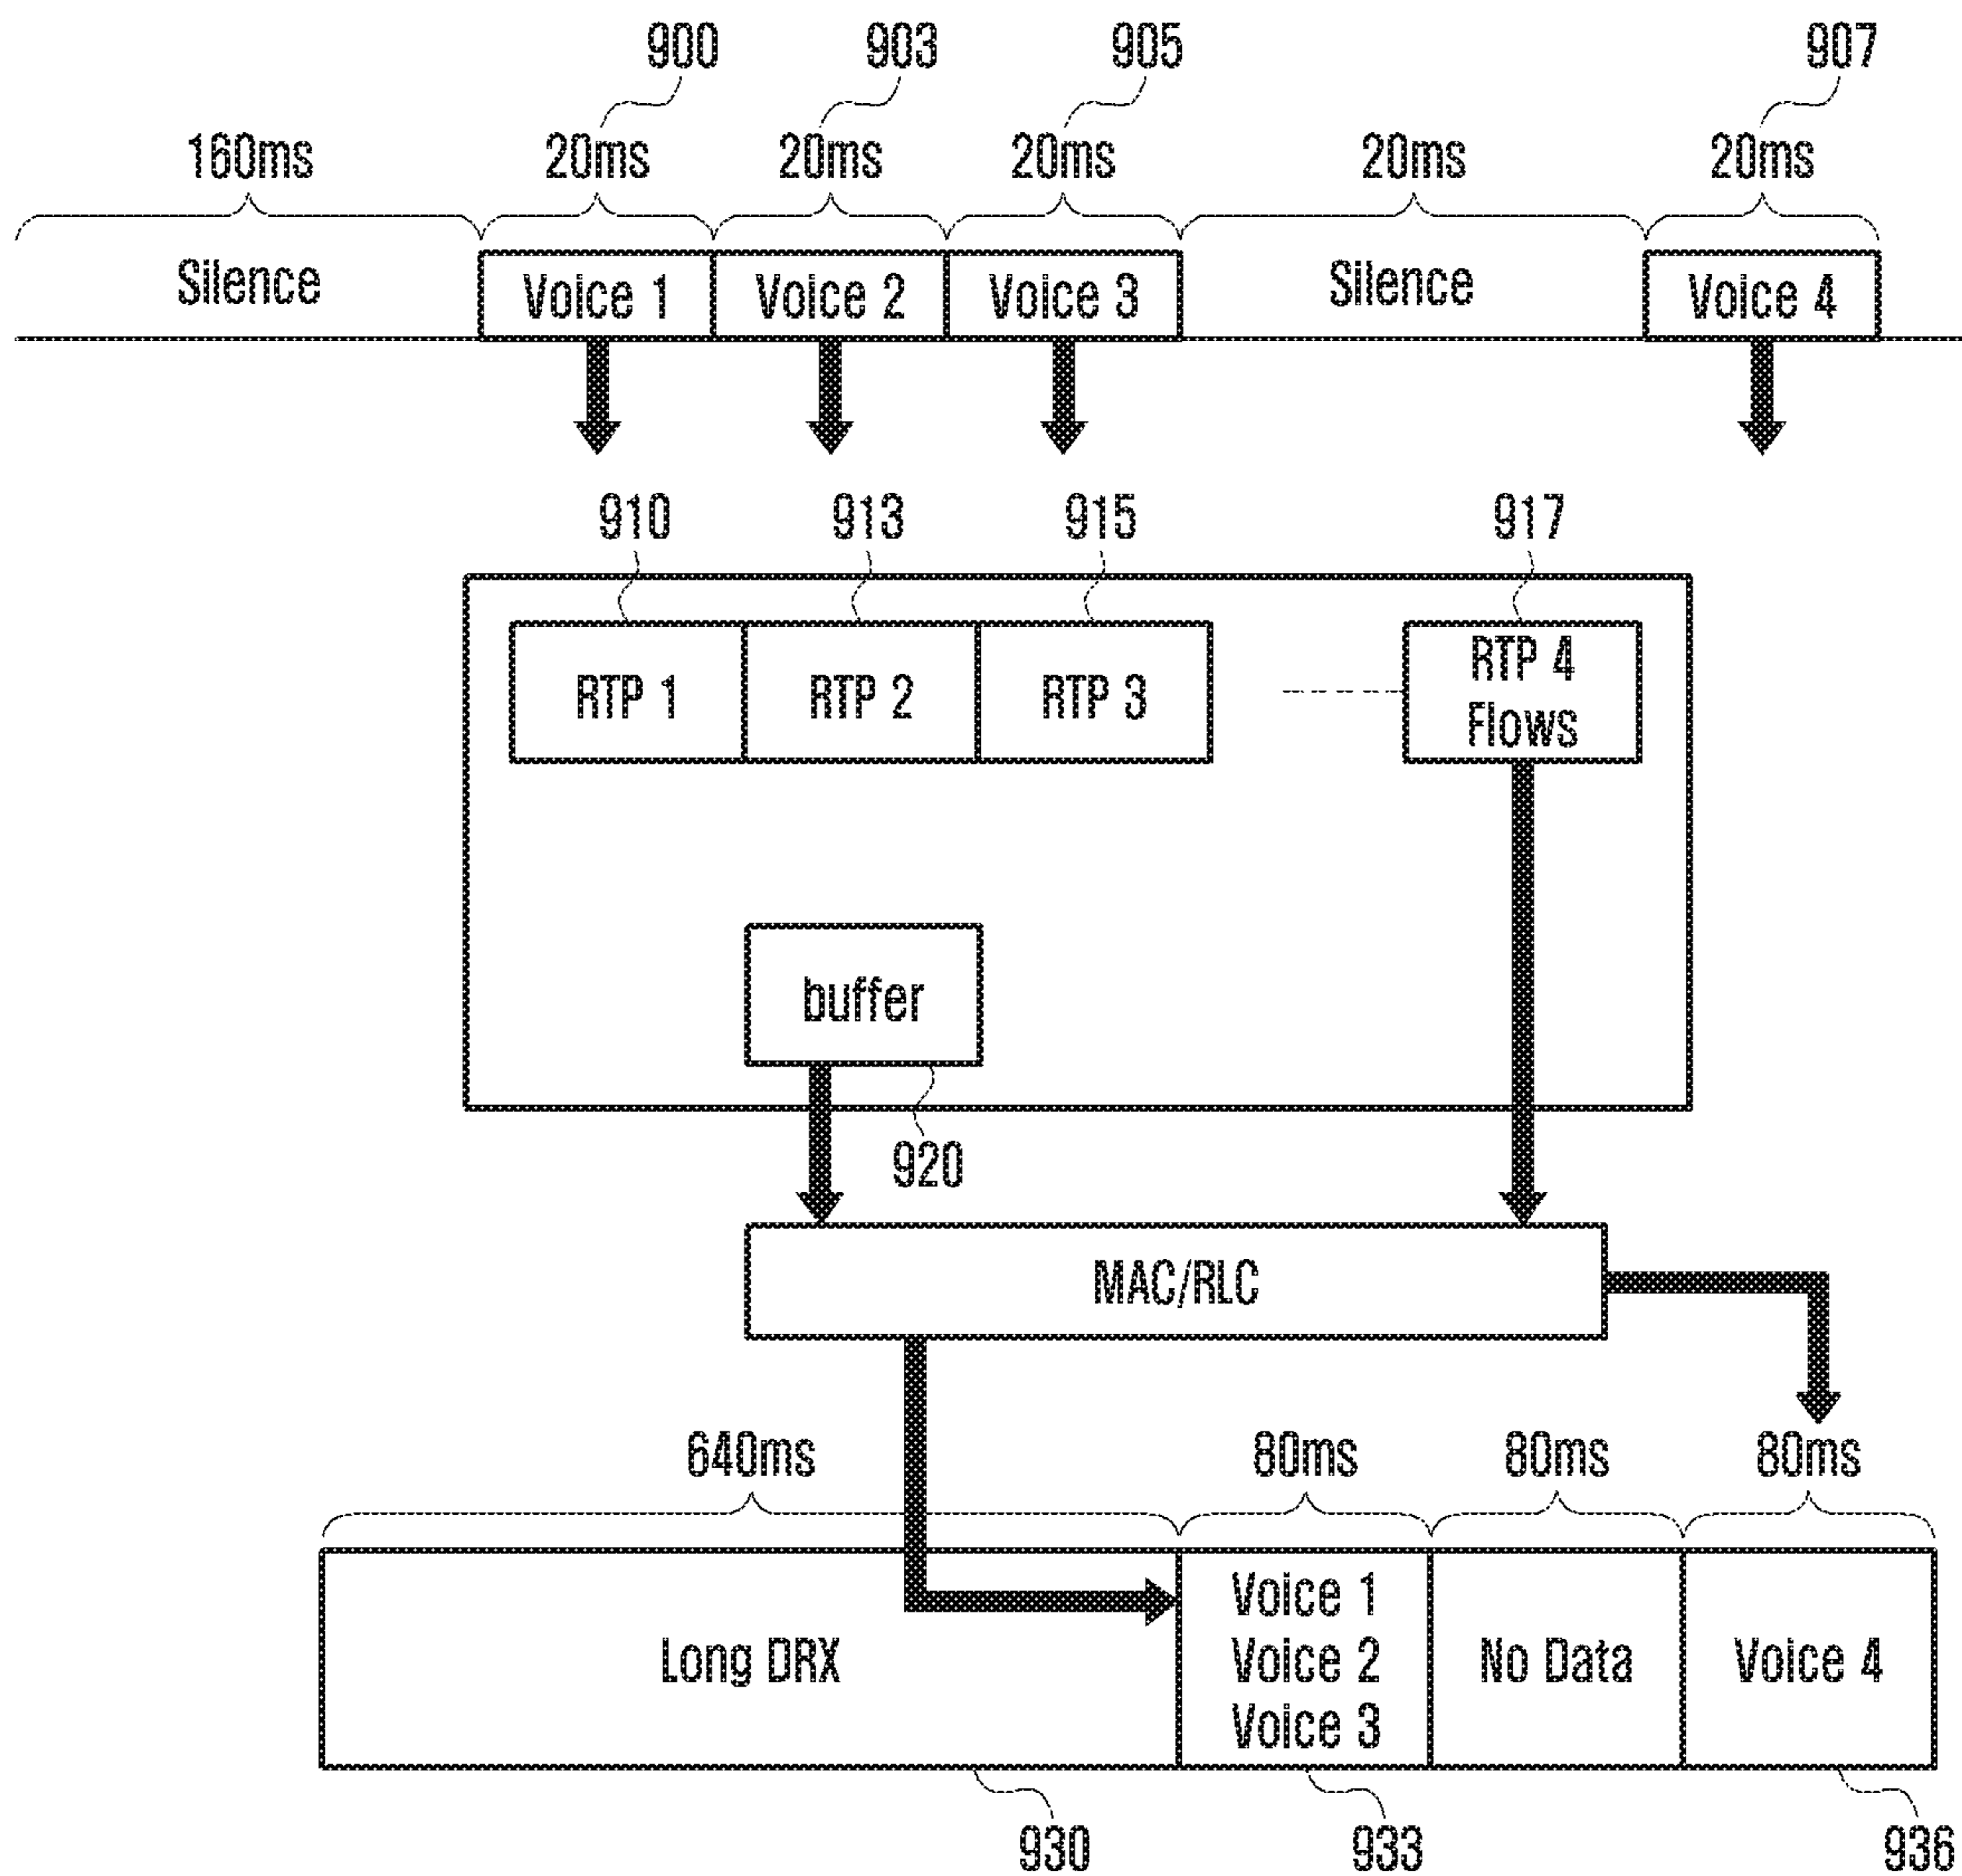 900 903 905 907
160ms 20ms 20ms 20ms 20ms 20ms
Silence Voice 1 Voice 2 Voice 3 Silence Voice 4
910 913 915 917
RTP 1 RTP 2 RTP 3 RTP 4
Flows
buffer
920
MAC/RLC
640ms 80ms 80ms 80ms
Long DRX
Voice 1
Voice 2
Voice 3
No Data
Voice 4
930 933 936